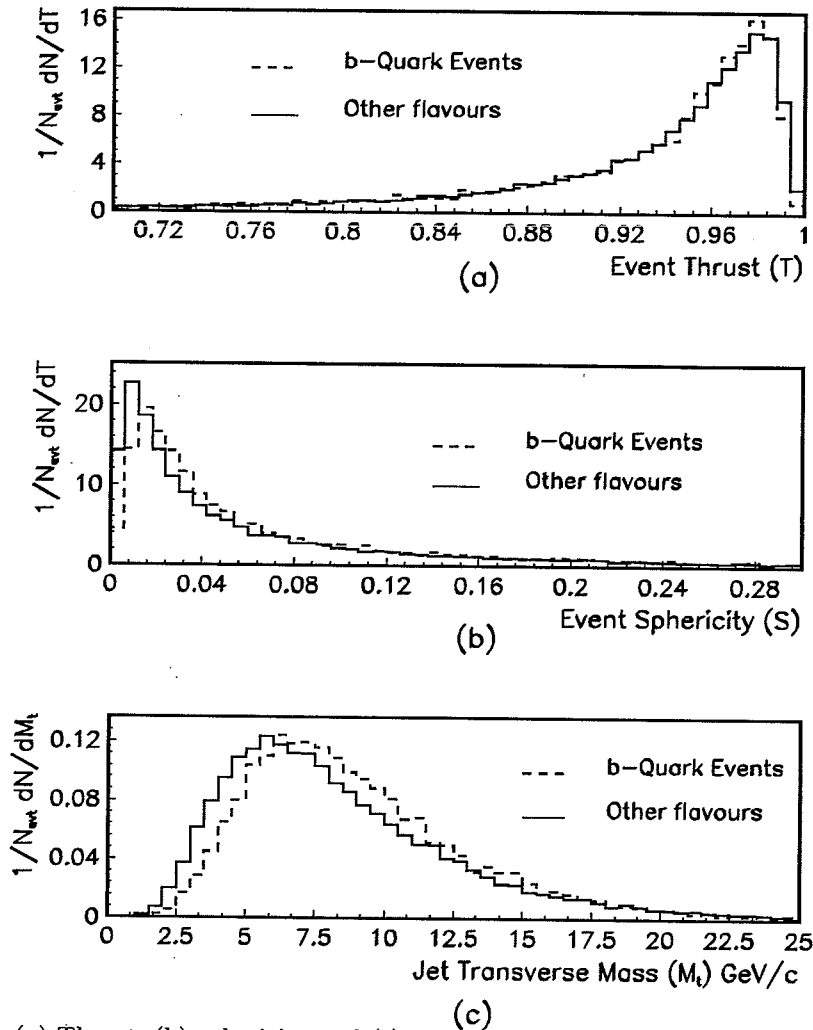 1/N_evt dN/dT
16
12
8
4
0
b-Quark Events
Other flavours
0.72 0.76 0.8 0.84 0.88 0.92 0.96 1
Event Thrust (T)
(a)
1/N_evt dN/dT
20
10
0
b-Quark Events
Other flavours
0 0.04 0.08 0.12 0.16 0.2 0.24 0.28
Event Sphericity (S)
(b)
1/N_evt dN/dM_t
0.12
0.08
0.04
0
b-Quark Events
Other flavours
0 2.5 5 7.5 10 12.5 15 17.5 20 22.5 25
Jet Transverse Mass (M_t) GeV/c
(c)